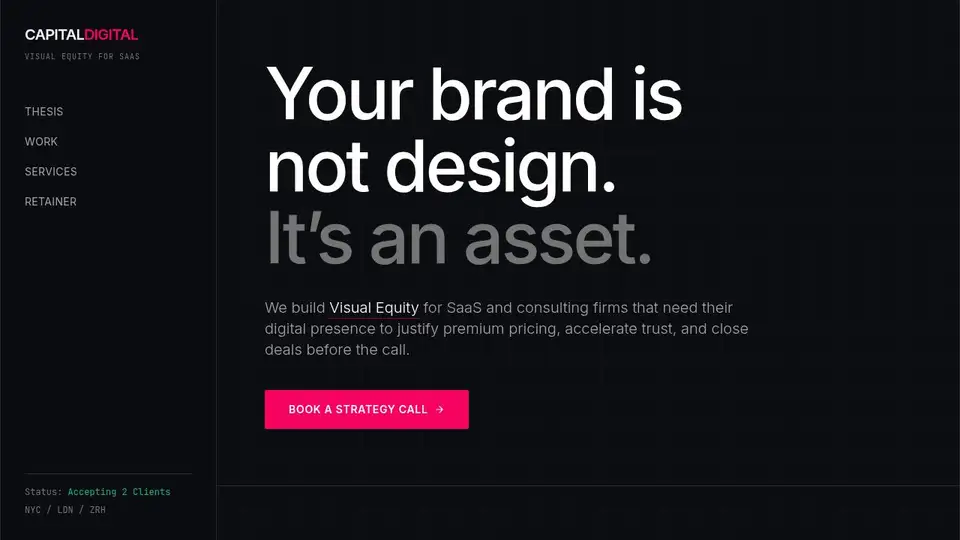 CAPITALDIGITAL
VISUAL EQUITY FOR SAAS
THESIS
WORK
SERVICES
RETAINER
Status: Accepting 2 Clients
NYC / LDN / ZRH
Your brand is
not design.
It’s an asset.
We build Visual Equity for SaaS and consulting firms that need their
digital presence to justify premium pricing, accelerate trust, and close
deals before the call.
BOOK A STRATEGY CALL →